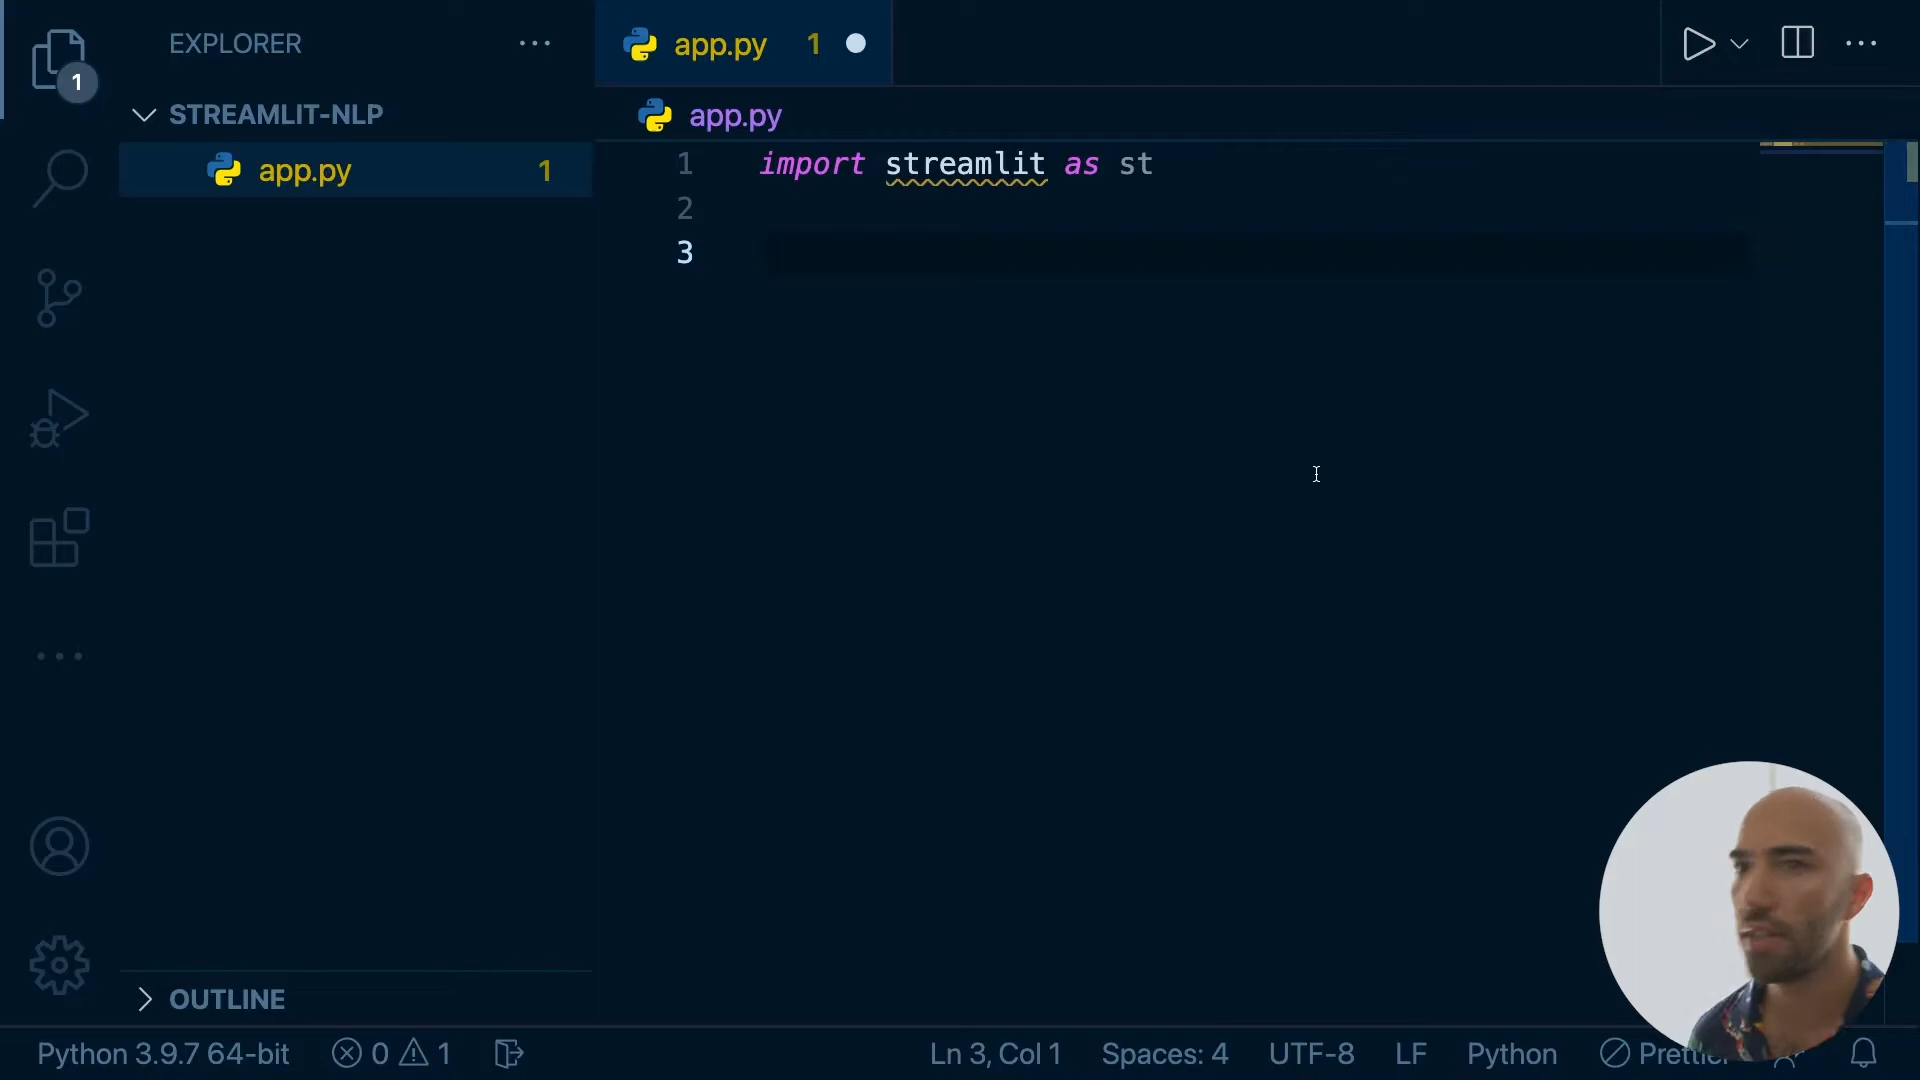 EXPLORER
app.py 1
1
STREAMLIT-NLP
app.py
app.py 1
1 import streamlit as st
2
3
OUTLINE
Python 3.9.7 64-bit 0 1 Ln 3, Col 1 Spaces: 4 UTF-8 LF Python